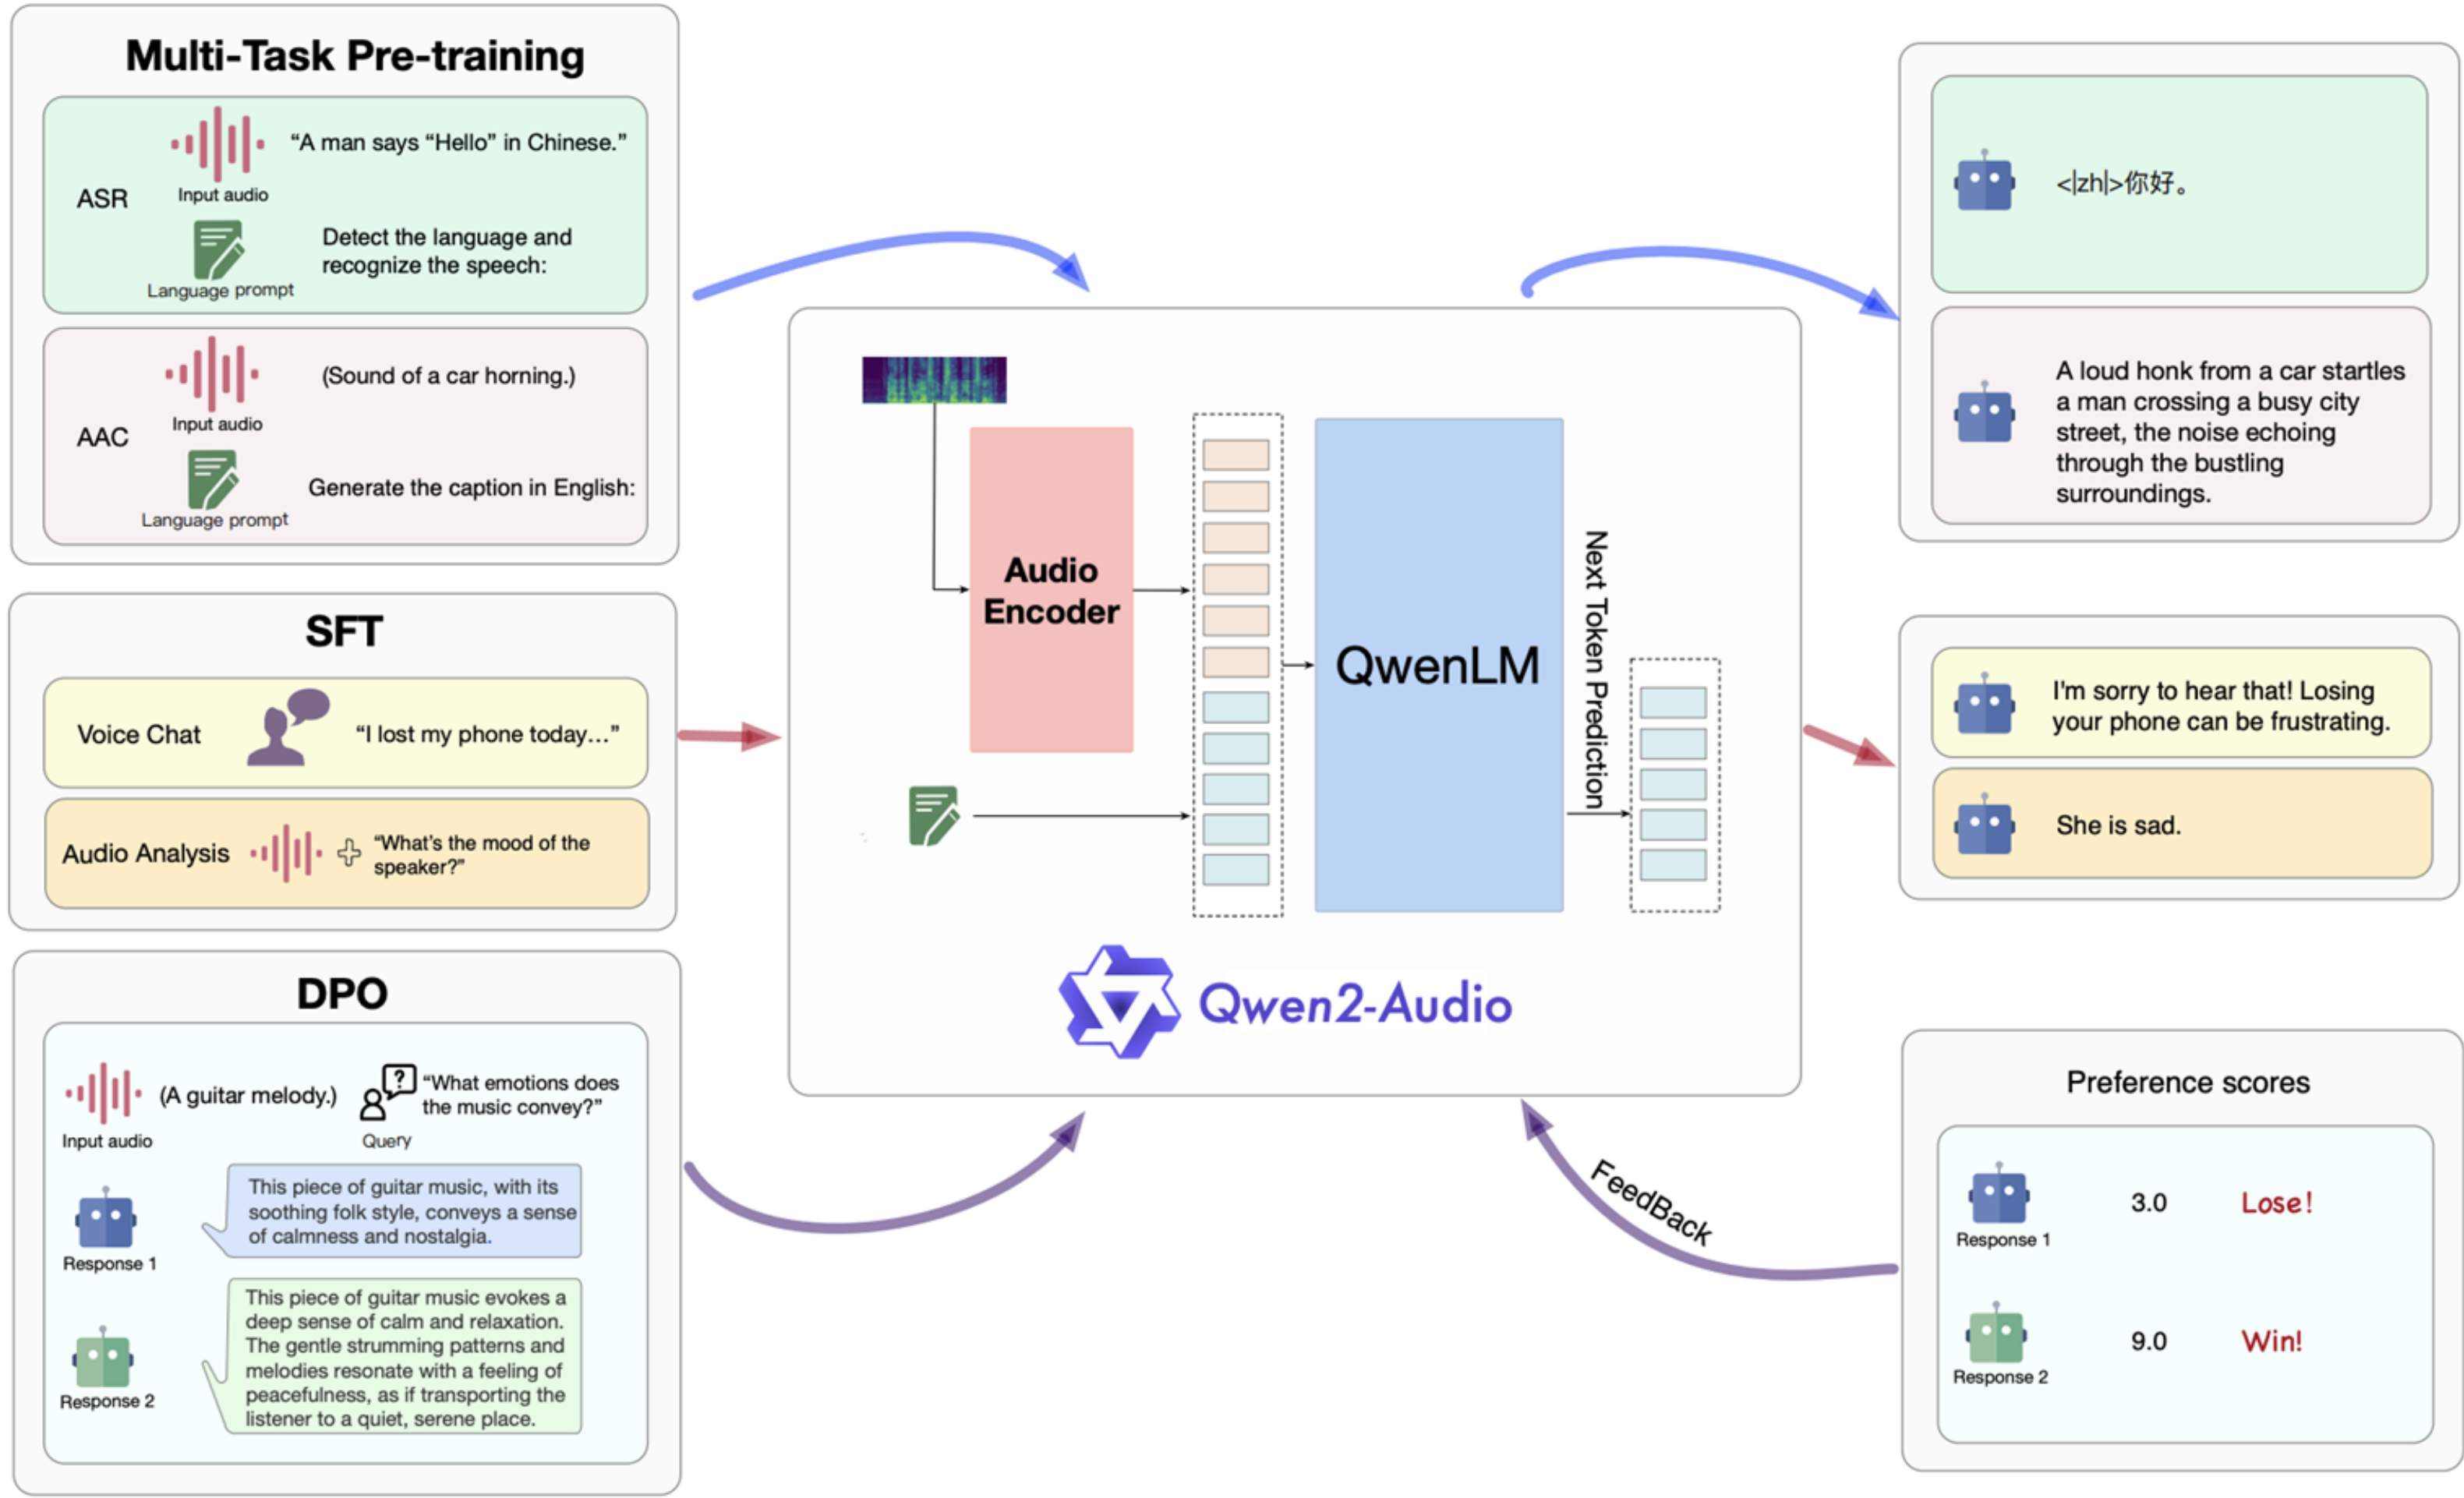 Multi-Task Pre-training
ASR
Input audio
“A man says “Hello” in Chinese.”
Language prompt
Detect the language and
recognize the speech:
AAC
Input audio
(Sound of a car horning.)
Language prompt
Generate the caption in English:
SFT
Voice Chat
“I lost my phone today...”
Audio Analysis
“What’s the mood of the
speaker?”
DPO
Input audio
(A guitar melody.)
?
Query
“What emotions does
the music convey?”
Response 1
This piece of guitar music, with its
soothing folk style, conveys a sense
of calmness and nostalgia.
Response 2
This piece of guitar music evokes a
deep sense of calm and relaxation.
The gentle strumming patterns and
melodies resonate with a feeling of
peacefulness, as if transporting the
listener to a quiet, serene place.
Audio
Encoder
QwenLM
Next Token Prediction
Qwen2-Audio
<|zh|>你好。
A loud honk from a car startles
a man crossing a busy city
street, the noise echoing
through the bustling
surroundings.
I'm sorry to hear that! Losing
your phone can be frustrating.
She is sad.
FeedBack
Preference scores
Response 1
3.0
Lose!
Response 2
9.0
Win!